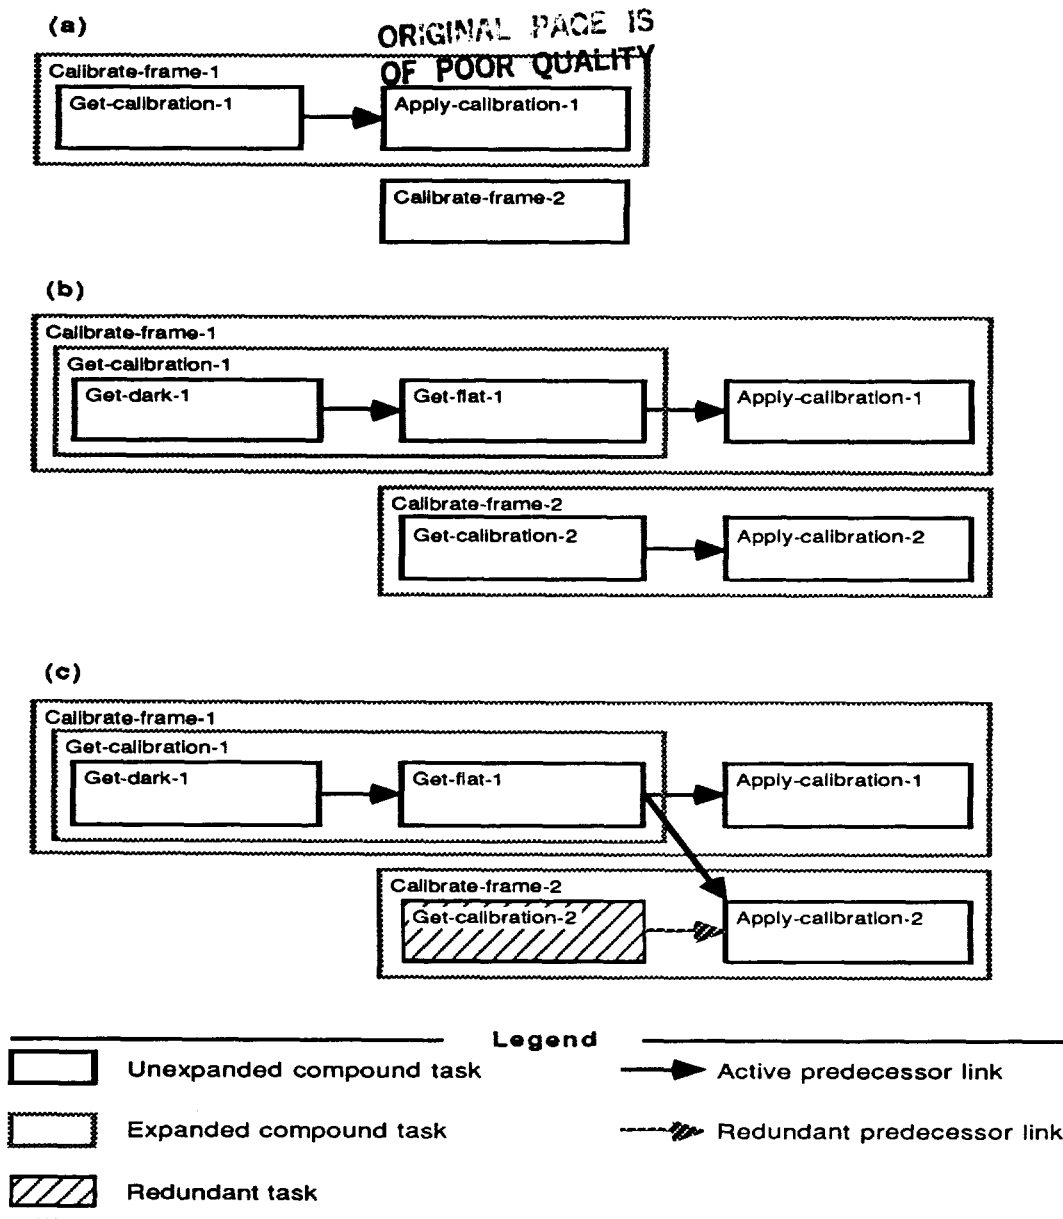 (a)
ORIGINAL PAGE IS
OF POOR QUALITY
Calibrate-frame-1
Get-calibration-1
Apply-calibration-1
Calibrate-frame-2
(b)
Calibrate-frame-1
Get-calibration-1
Get-dark-1
Get-flat-1
Apply-calibration-1
Calibrate-frame-2
Get-calibration-2
Apply-calibration-2
(c)
Calibrate-frame-1
Get-calibration-1
Get-dark-1
Get-flat-1
Apply-calibration-1
Calibrate-frame-2
Get-calibration-2
Apply-calibration-2
Legend
Unexpanded compound task
Active predecessor link
Expanded compound task
Redundant predecessor link
Redundant task